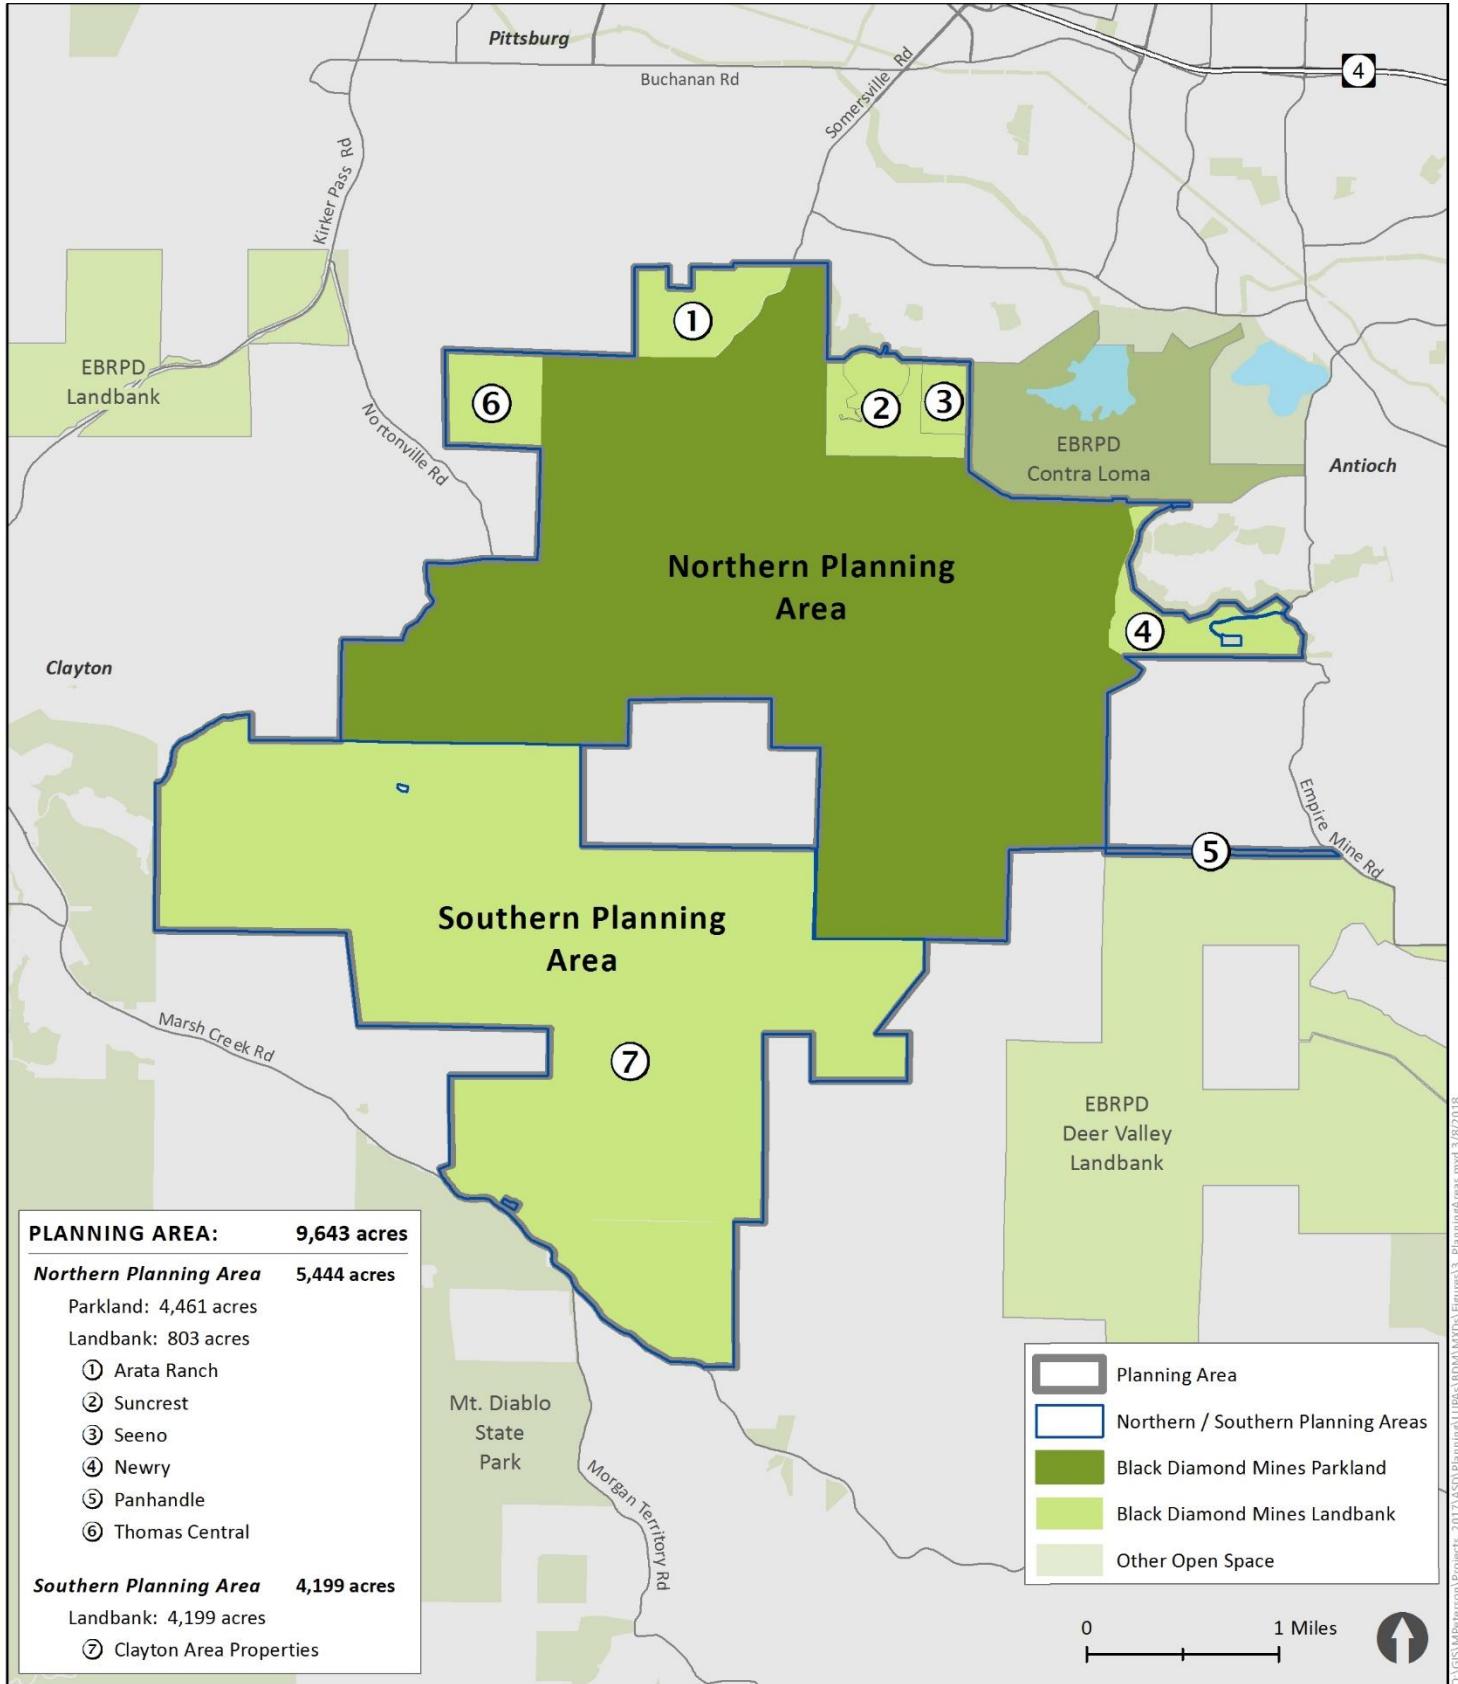 Pittsburg
Buchanan Rd
Somersville Rd
4
Kirker Pass Rd
1
EBRPD
Landbank
6
2
3
Nortonville Rd
EBRPD
Contra Loma
Antioch
Northern Planning
Area
4
Clayton
Empire Mine Rd
5
Southern Planning
Area
Marsh Creek Rd
7
EBRPD
Deer Valley
Landbank
PLANNING AREA: 9,643 acres
Northern Planning Area 5,444 acres
Parkland: 4,461 acres
Landbank: 803 acres
1 Arata Ranch
2 Suncrest
3 Seeno
4 Newry
5 Panhandle
6 Thomas Central
Southern Planning Area 4,199 acres
Landbank: 4,199 acres
7 Clayton Area Properties
Mt. Diablo
State
Park
Morgan Territory Rd
Planning Area
Northern / Southern Planning Areas
Black Diamond Mines Parkland
Black Diamond Mines Landbank
Other Open Space
0 1 Miles